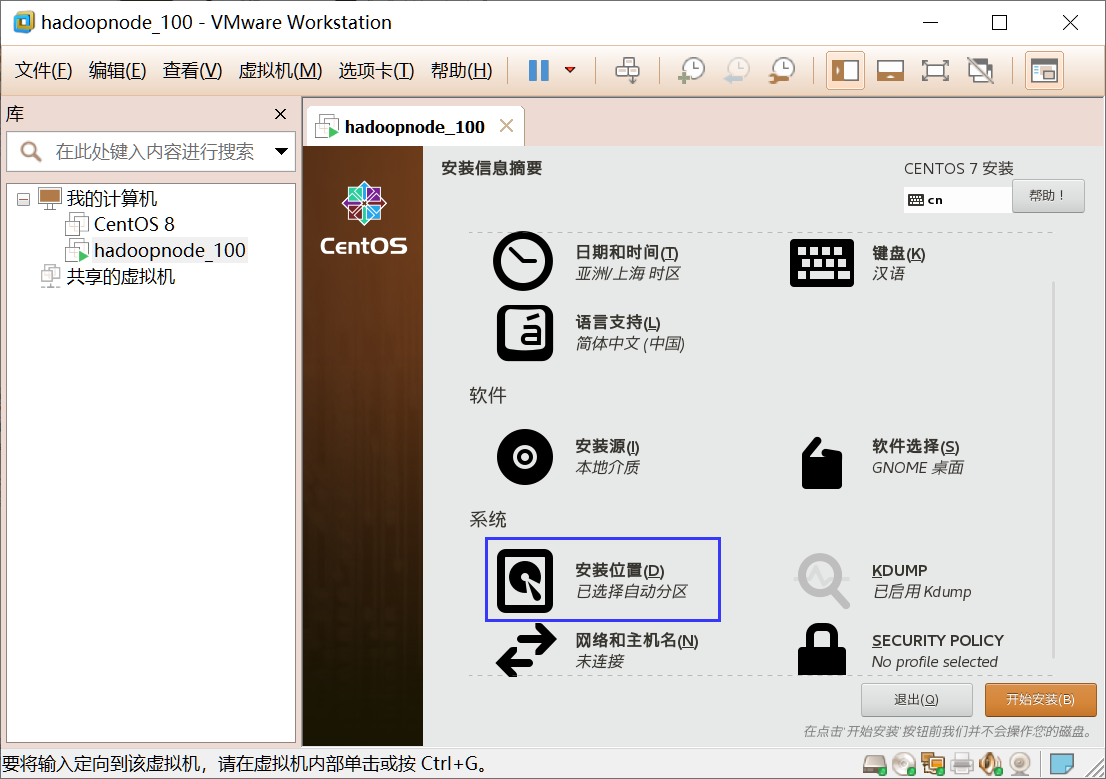 hadoopnode_100 - VMware Workstation
文件(F) 编辑(E) 查看(V) 虚拟机(M) 选项卡(T) 帮助(H)
库
在此处键入内容进行搜索
我的计算机
CentOS 8
hadoopnode_100
共享的虚拟机
hadoopnode_100
CentOS
安装信息摘要
CENTOS 7 安装
cn
帮助！
日期和时间(T)
亚洲/上海 时区
键盘(K)
汉语
语言支持(L)
简体中文 (中国)
软件
安装源(I)
本地介质
软件选择(S)
GNOME 桌面
系统
安装位置(D)
已选择自动分区
KDUMP
已启用 Kdump
网络和主机名(N)
未连接
SECURITY POLICY
No profile selected
退出(Q)
开始安装(B)
在点击'开始安装'按钮前我们并不会操作您的磁盘。
要将输入定向到该虚拟机，请在虚拟机内部单击或按 Ctrl+G。